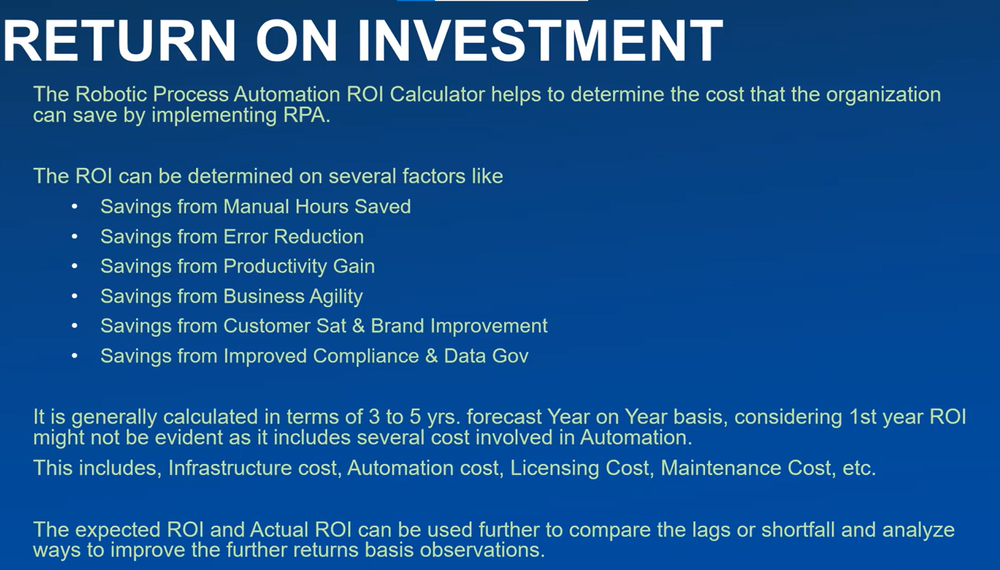 RETURN ON INVESTMENT
The Robotic Process Automation ROI Calculator helps to determine the cost that the organization
can save by implementing RPA.
The ROI can be determined on several factors like
• Savings from Manual Hours Saved
• Savings from Error Reduction
• Savings from Productivity Gain
• Savings from Business Agility
• Savings from Customer Sat & Brand Improvement
• Savings from Improved Compliance & Data Gov
It is generally calculated in terms of 3 to 5 yrs. forecast Year on Year basis, considering 1st year ROI
might not be evident as it includes several cost involved in Automation.
This includes, Infrastructure cost, Automation cost, Licensing Cost, Maintenance Cost, etc.
The expected ROI and Actual ROI can be used further to compare the lags or shortfall and analyze
ways to improve the further returns basis observations.